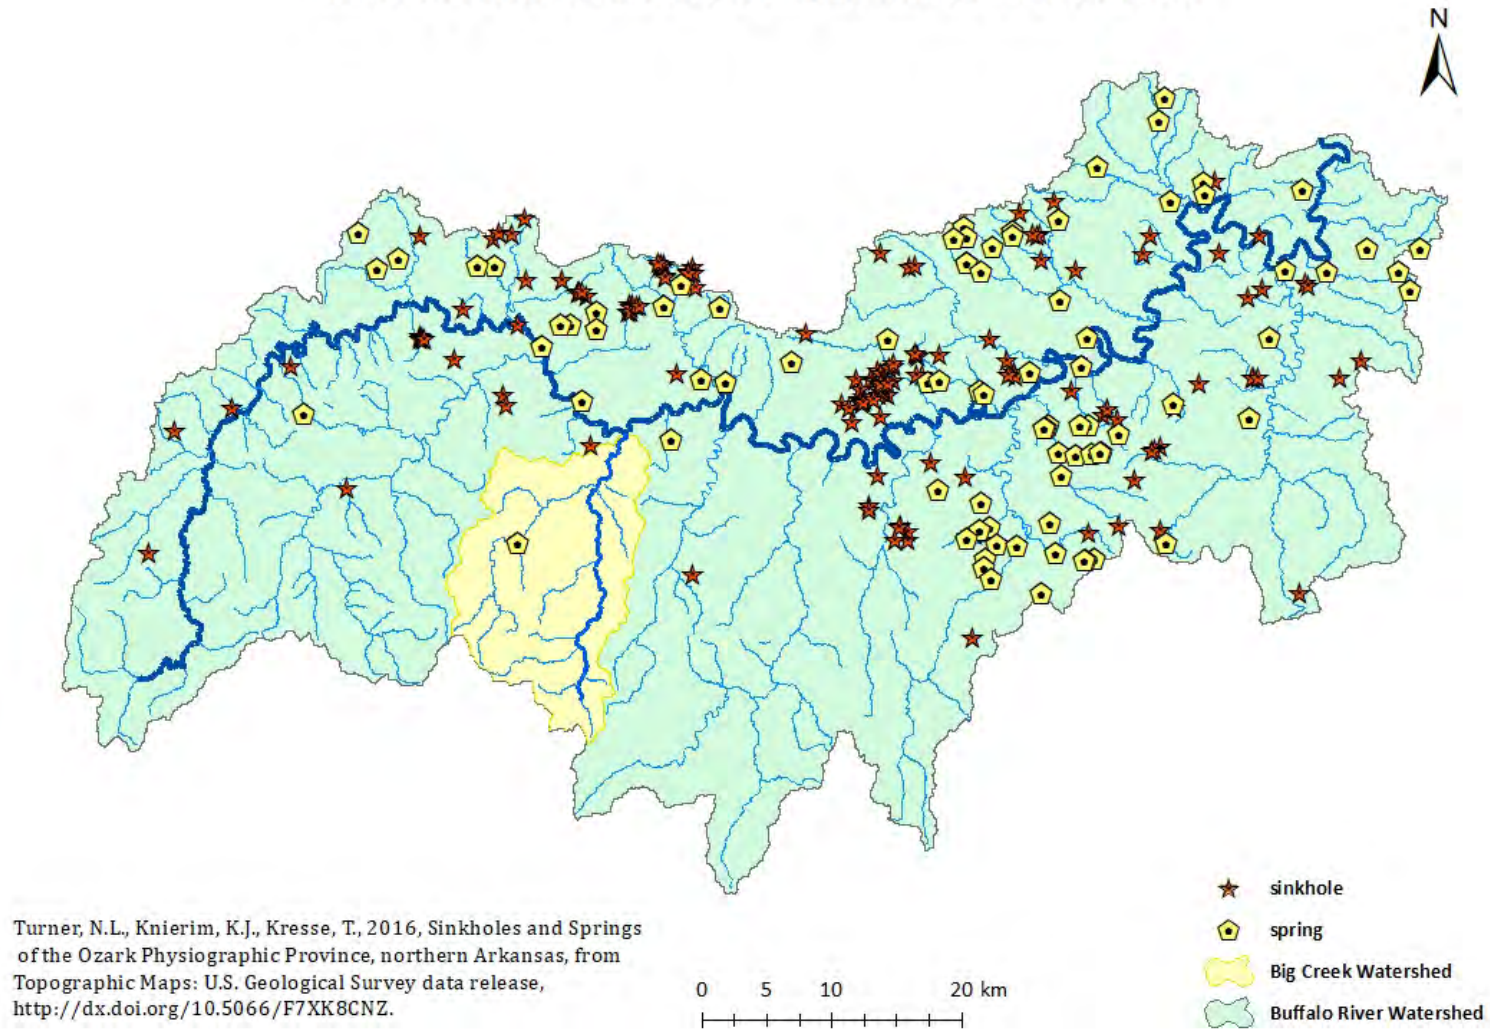 N
sinkhole
spring
Big Creek Watershed
Buffalo River Watershed
Turner, N.L., Knierim, K.J., Kresse, T., 2016, Sinkholes and Springs
of the Ozark Physiographic Province, northern Arkansas, from
Topographic Maps: U.S. Geological Survey data release,
http://dx.doi.org/10.5066/F7XK8CNZ.
0 5 10 20 km